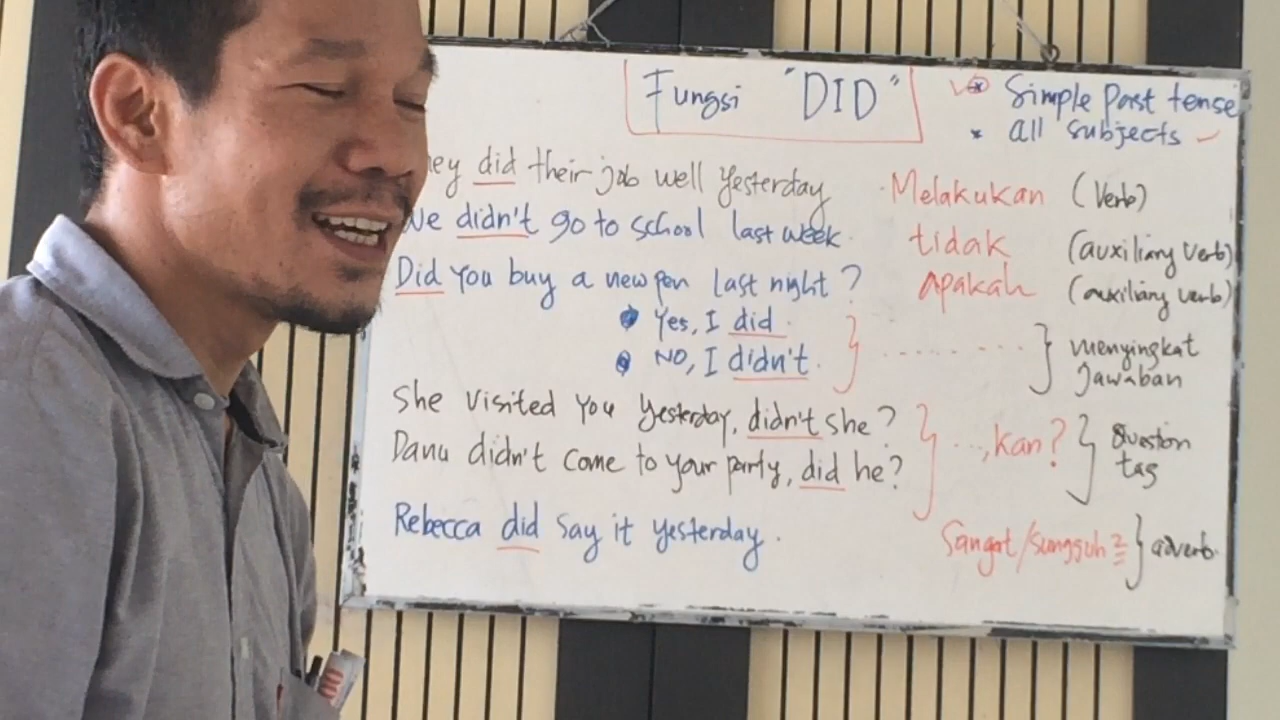 Fungsi "DID"
* Simple Past tense
* all subjects
ey did their job well yesterday
Melakukan (Verb)
We didn't go to school last week.
tidak (auxiliary verb)
Did you buy a new pen last night?
apakah (auxiliary verb)
Yes, I did.
No, I didn't.
menyingkat
Jawaban
She visited you yesterday, didn't she?
Danu didn't come to your party, did he?
..., kan?
Question
tag
Rebecca did say it yesterday.
Sangat/sungguh2
adverb